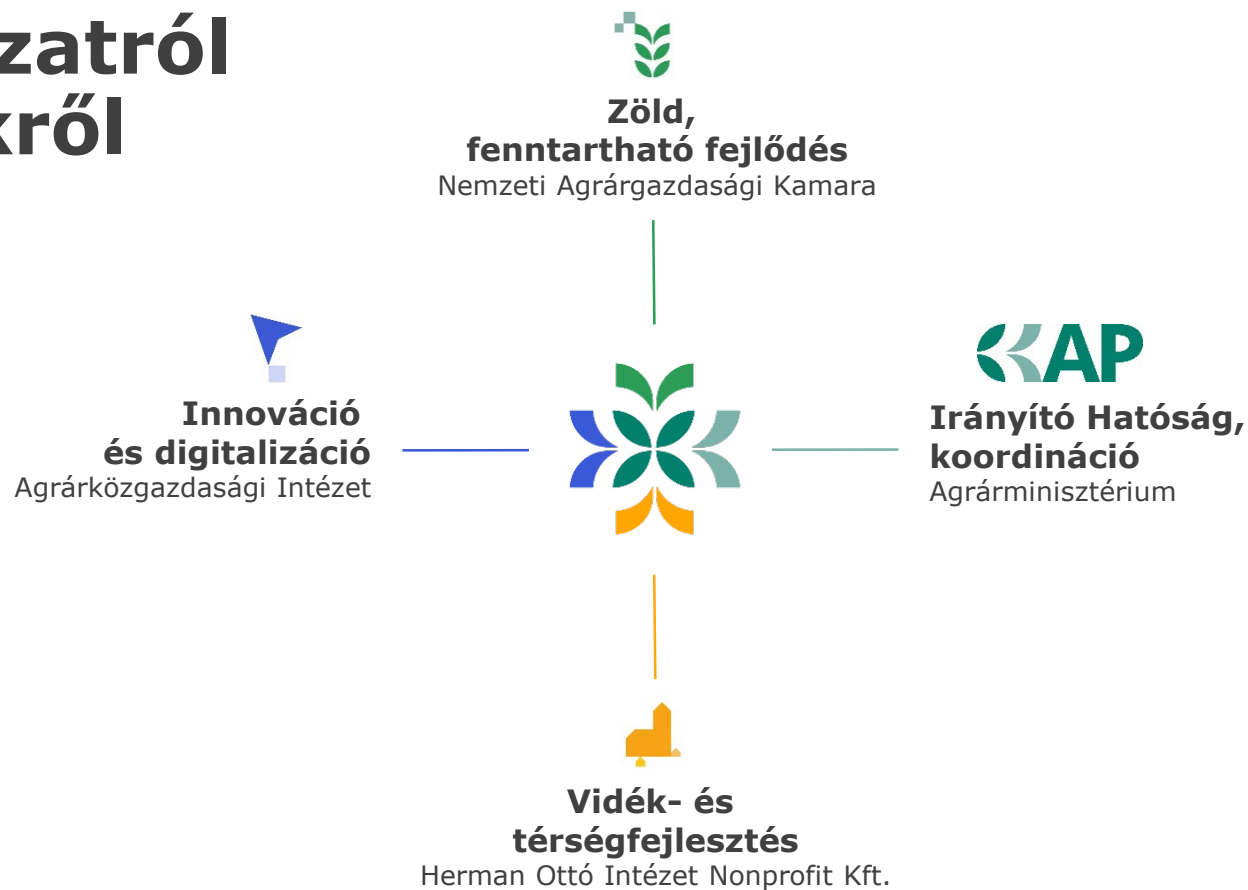 zatról
kről
Zöld,
fenntartható fejlődés
Nemzeti Agrárgazdasági Kamara
KAP
Innováció
és digitalizáció
Agrárközgazdasági Intézet
Irányító Hatóság,
koordináció
Agrárminisztérium
Vidék- és
térségfejlesztés
Herman Ottó Intézet Nonprofit Kft.